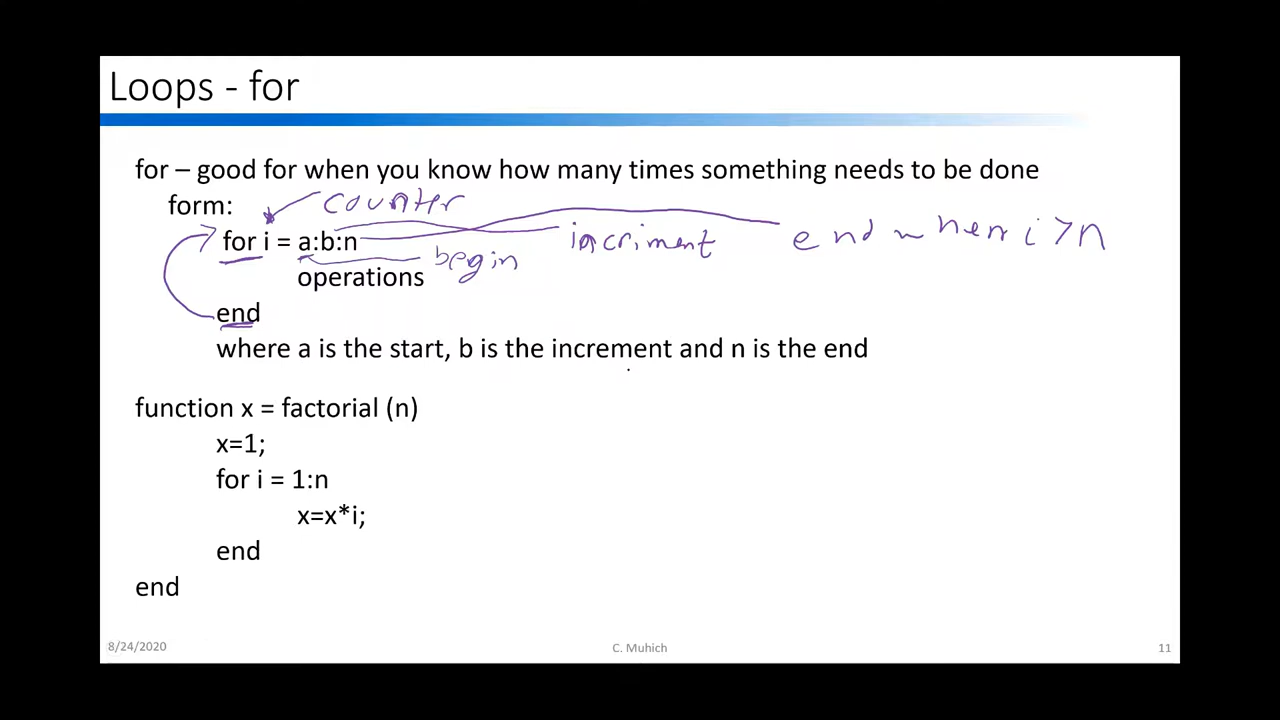 Loops - for
for – good for when you know how many times something needs to be done
form:
counter
for i = a:b:n
begin
incriment
end when i > n
operations
end
where a is the start, b is the increment and n is the end
function x = factorial (n)
x=1;
for i = 1:n
x=x*i;
end
end
8/24/2020
C. Muhich
11